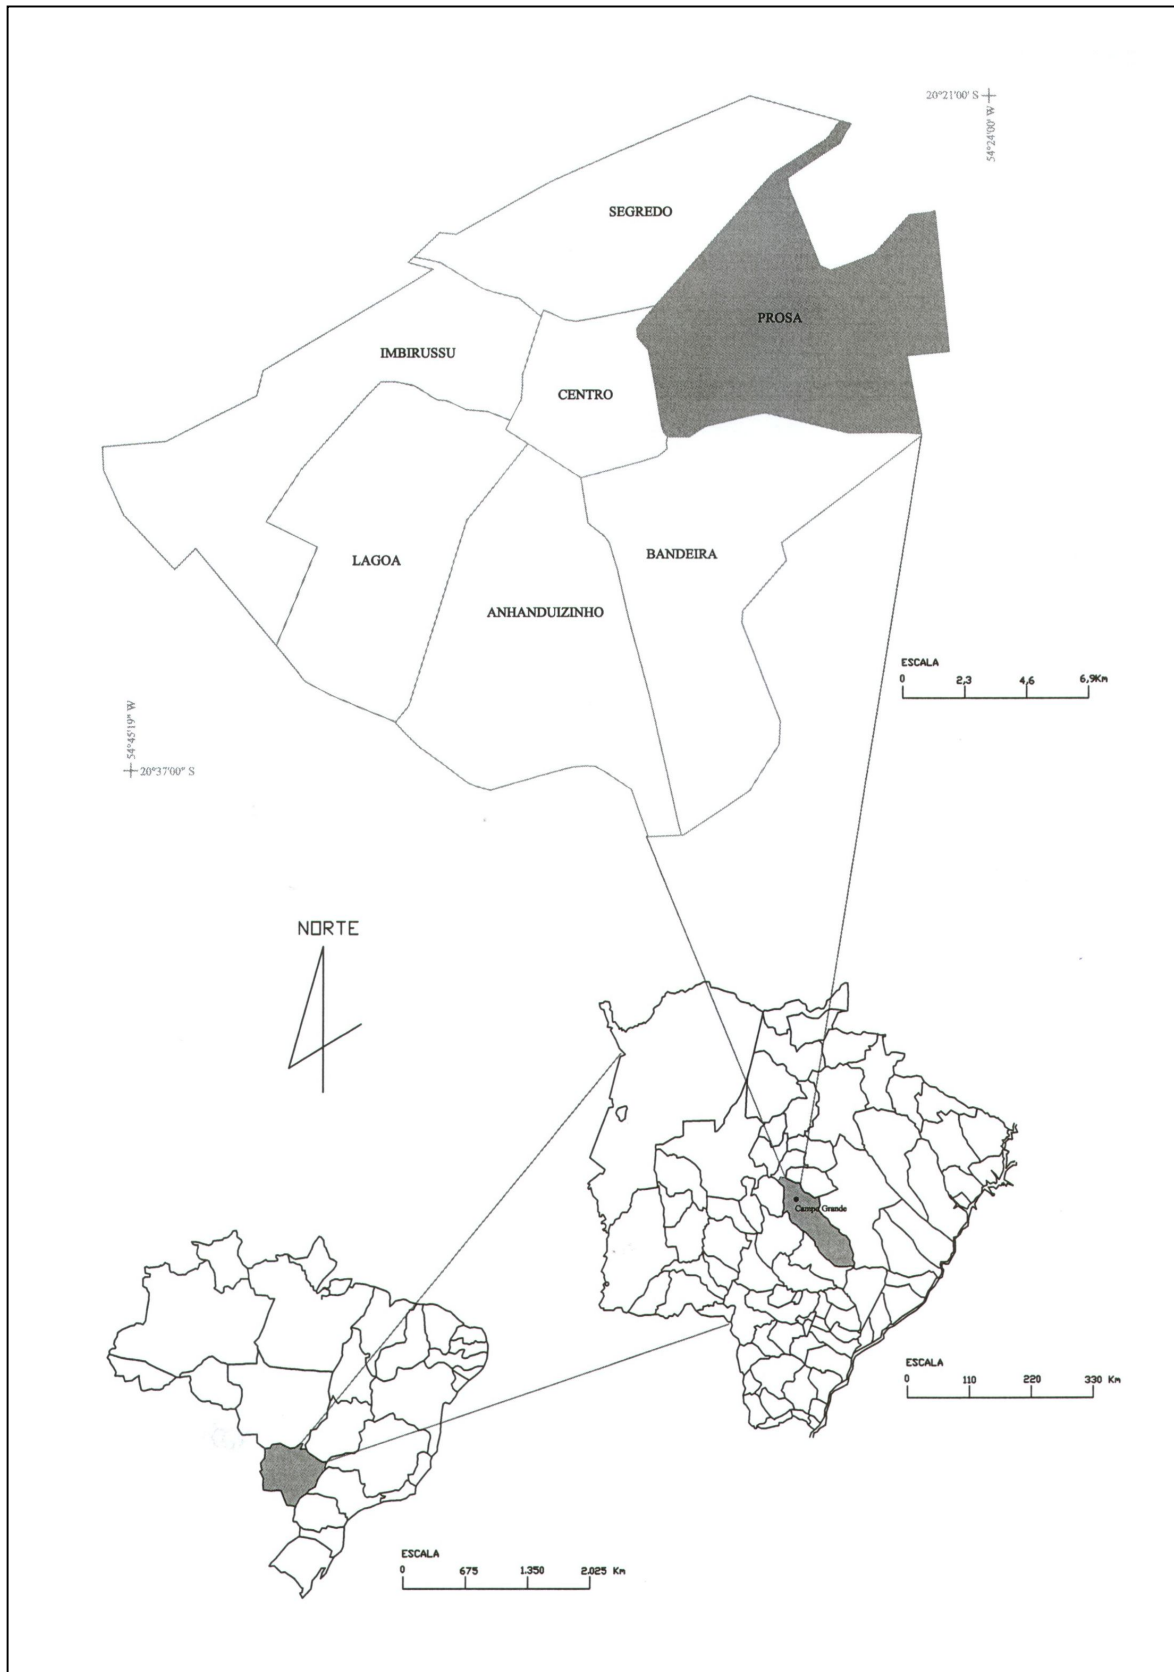 20°21'00' S
54°24'00' W
SEGREDO
PROSA
IMBIRUSSU
CENTRO
BANDEIRA
LAGOA
ANHANDUIZINHO
ESCALA
0 2,3 4,6 6,9Km
54°45'19" W
20°37'00" S
NORTE
Campo Grande
ESCALA
0 110 220 330 Km
ESCALA
0 675 1.350 2.025 Km